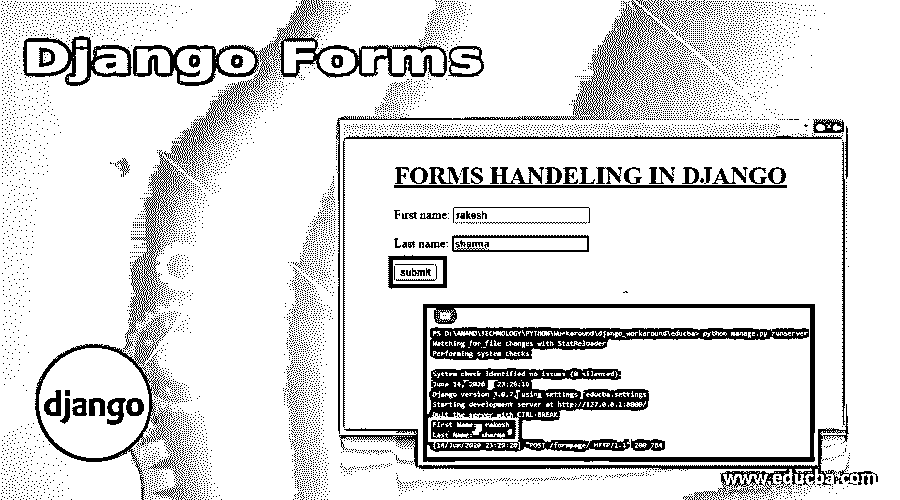 Django Forms
FORMS HANDELING IN DJANGO
First name: rakesh
Last name: sharma
submit
PS D:\ANAND\TECHNOLOGY\PYTHON\Workaround\django_workaround\educba> python manage.py runserver
Watching for file changes with StatReloader
Performing system checks...
System check identified no issues (0 silenced).
June 14, 2020 - 23:26:16
Django version 3.0.7, using settings 'educba.settings'
Starting development server at http://127.0.0.1:8000/
Quit the server with CTRL-BREAK.
First Name: rakesh
Last Name: sharma
[14/Jun/2020 23:29:20] "POST /formpage/ HTTP/1.1" 200 784
django
www.educba.com